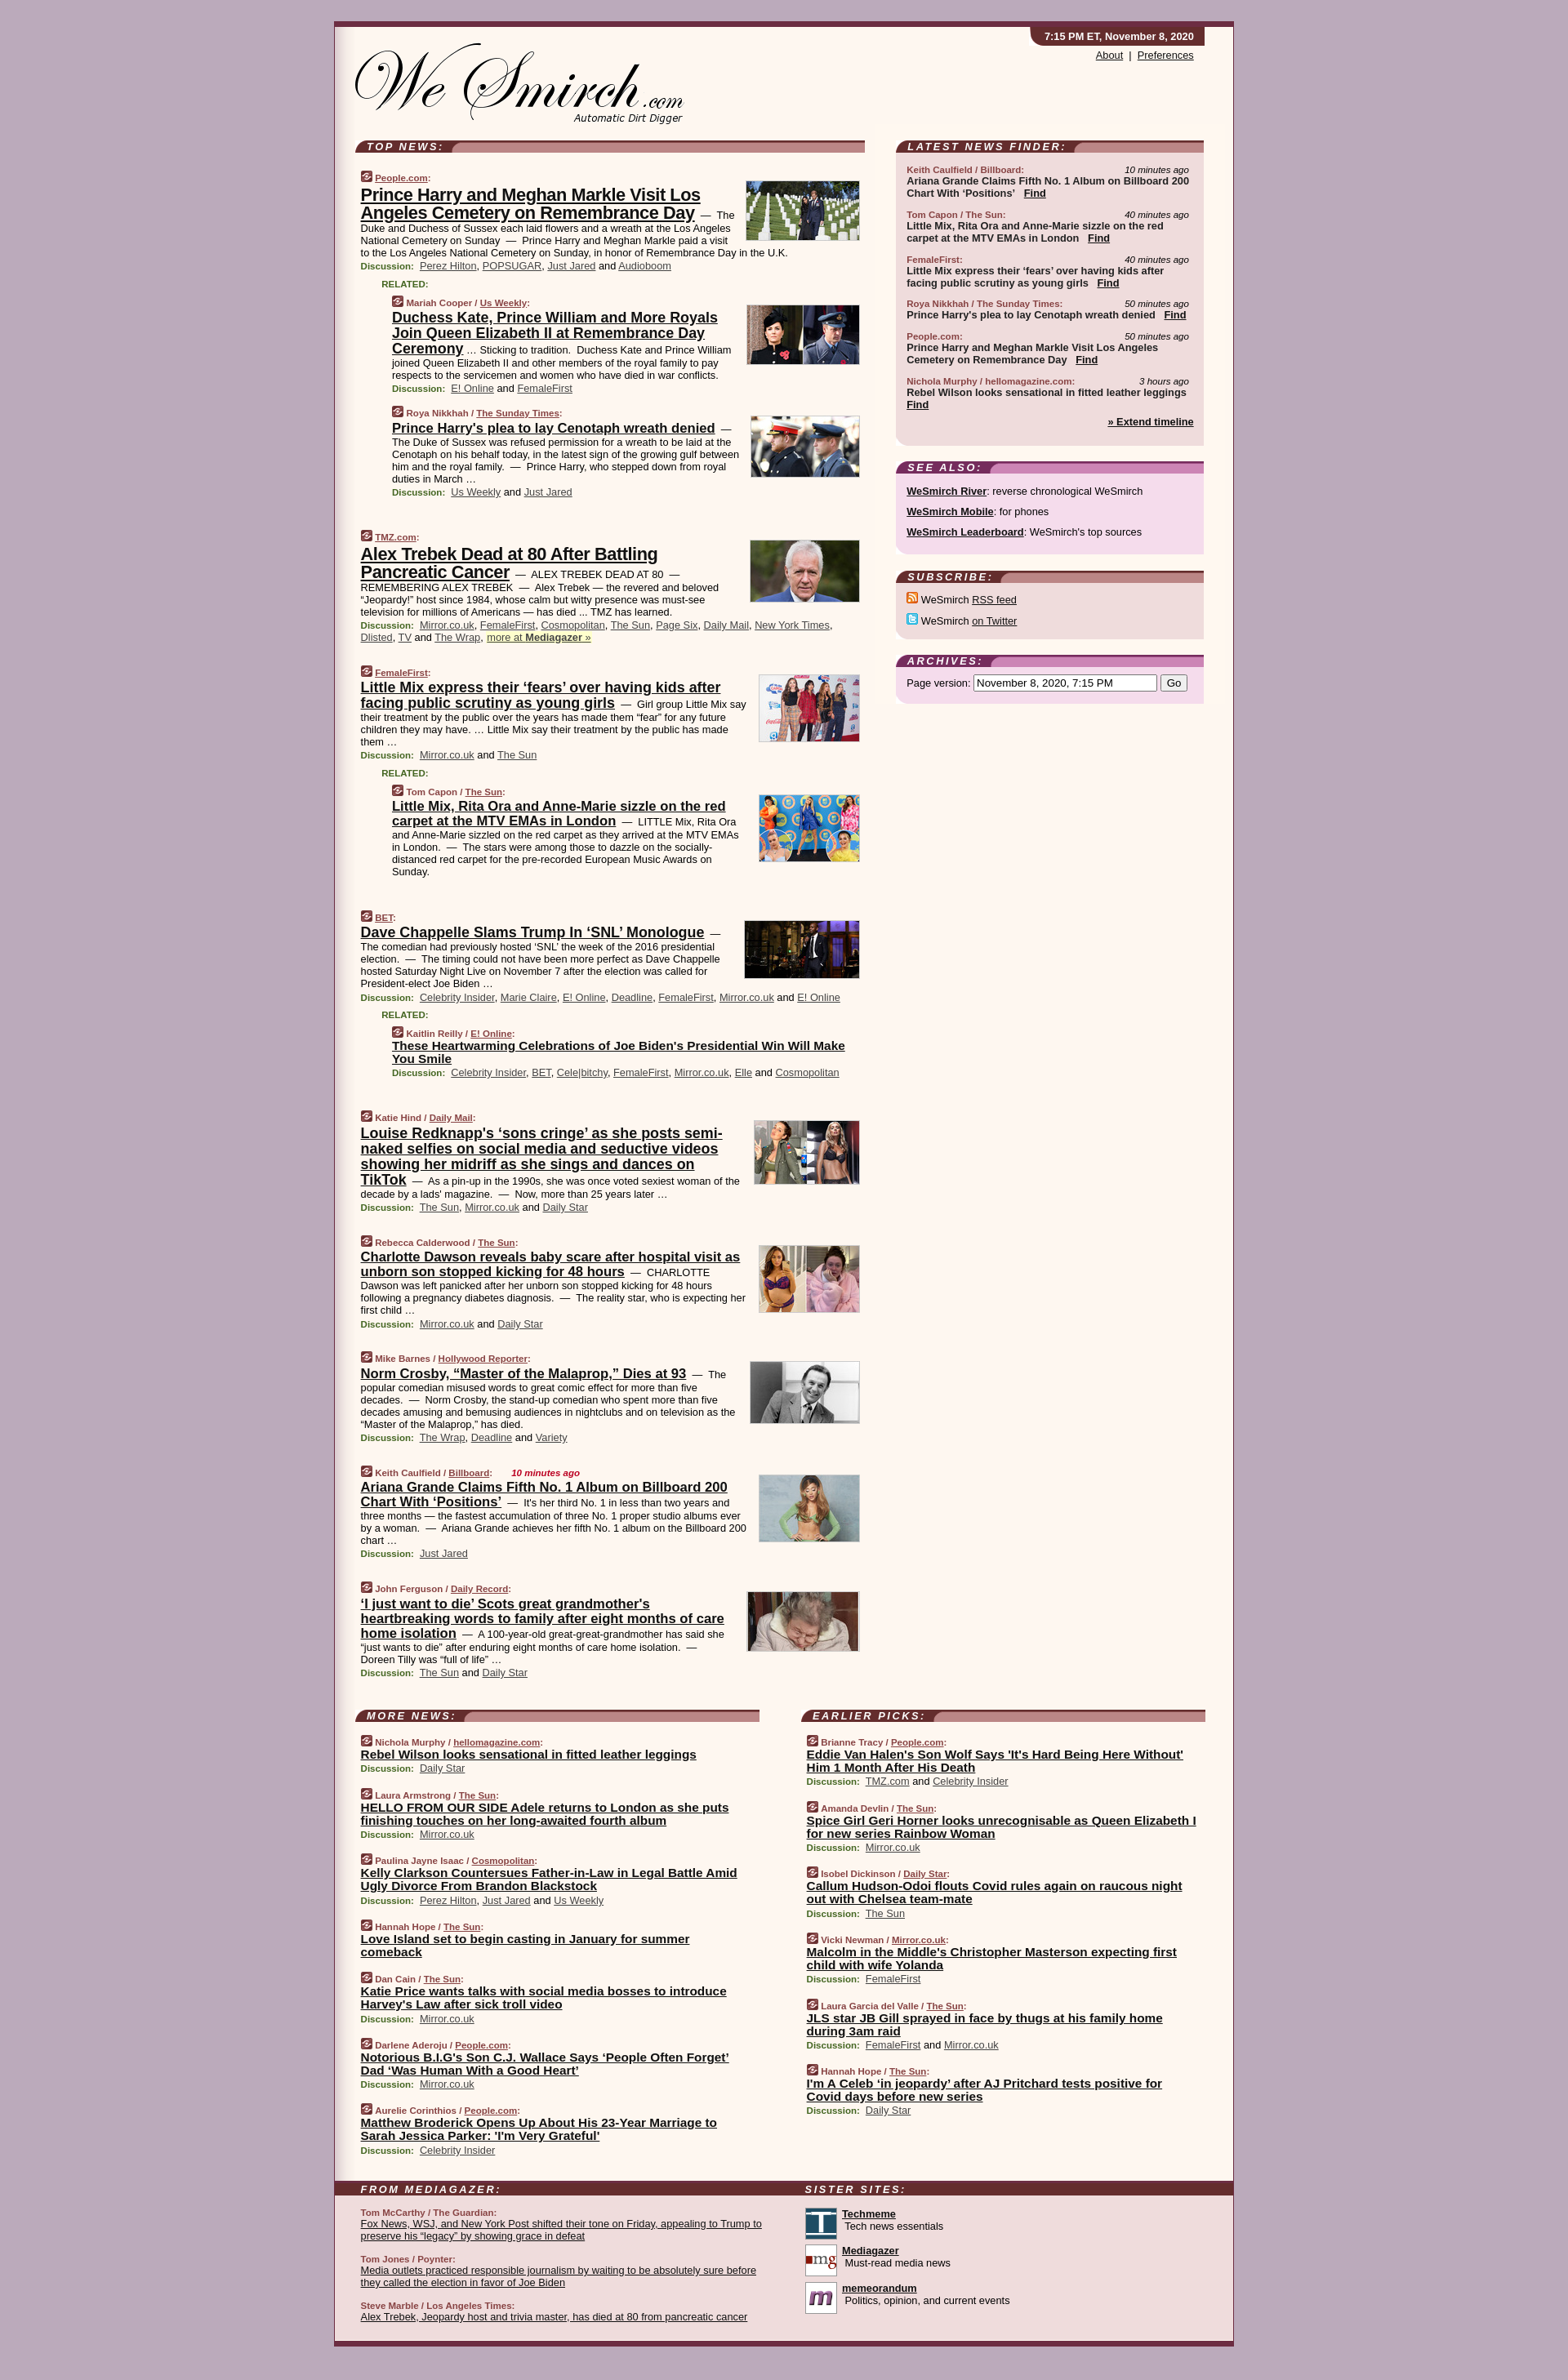 7:15 PM ET, November 8, 2020
About | Preferences
We Smirch.com
Automatic Dirt Digger
TOP NEWS:
People.com:
Prince Harry and Meghan Markle Visit Los
Angeles Cemetery on Remembrance Day — The
Duke and Duchess of Sussex each laid flowers and a wreath at the Los Angeles
National Cemetery on Sunday — Prince Harry and Meghan Markle paid a visit
to the Los Angeles National Cemetery on Sunday, in honor of Remembrance Day in the U.K.
Discussion: Perez Hilton, POPSUGAR, Just Jared and Audioboom
RELATED:
Mariah Cooper / Us Weekly:
Duchess Kate, Prince William and More Royals
Join Queen Elizabeth II at Remembrance Day
Ceremony … Sticking to tradition. Duchess Kate and Prince William
joined Queen Elizabeth II and other members of the royal family to pay
respects to the servicemen and women who have died in war conflicts.
Discussion: E! Online and FemaleFirst
Roya Nikkhah / The Sunday Times:
Prince Harry's plea to lay Cenotaph wreath denied —
The Duke of Sussex was refused permission for a wreath to be laid at the
Cenotaph on his behalf today, in the latest sign of the growing gulf between
him and the royal family. — Prince Harry, who stepped down from royal
duties in March …
Discussion: Us Weekly and Just Jared
TMZ.com:
Alex Trebek Dead at 80 After Battling
Pancreatic Cancer — ALEX TREBEK DEAD AT 80 —
REMEMBERING ALEX TREBEK — Alex Trebek — the revered and beloved
“Jeopardy!” host since 1984, whose calm but witty presence was must-see
television for millions of Americans — has died ... TMZ has learned.
Discussion: Mirror.co.uk, FemaleFirst, Cosmopolitan, The Sun, Page Six, Daily Mail, New York Times,
Dlisted, TV and The Wrap, more at Mediagazer »
FemaleFirst:
Little Mix express their ‘fears’ over having kids after
facing public scrutiny as young girls — Girl group Little Mix say
their treatment by the public over the years has made them “fear” for any future
children they may have. … Little Mix say their treatment by the public has made
them …
Discussion: Mirror.co.uk and The Sun
RELATED:
Tom Capon / The Sun:
Little Mix, Rita Ora and Anne-Marie sizzle on the red
carpet at the MTV EMAs in London — LITTLE Mix, Rita Ora
and Anne-Marie sizzled on the red carpet as they arrived at the MTV EMAs
in London. — The stars were among those to dazzle on the socially-
distanced red carpet for the pre-recorded European Music Awards on
Sunday.
BET:
Dave Chappelle Slams Trump In ‘SNL’ Monologue —
The comedian had previously hosted ‘SNL’ the week of the 2016 presidential
election. — The timing could not have been more perfect as Dave Chappelle
hosted Saturday Night Live on November 7 after the election was called for
President-elect Joe Biden …
Discussion: Celebrity Insider, Marie Claire, E! Online, Deadline, FemaleFirst, Mirror.co.uk and E! Online
RELATED:
Kaitlin Reilly / E! Online:
These Heartwarming Celebrations of Joe Biden's Presidential Win Will Make
You Smile
Discussion: Celebrity Insider, BET, Cele|bitchy, FemaleFirst, Mirror.co.uk, Elle and Cosmopolitan
Katie Hind / Daily Mail:
Louise Redknapp's ‘sons cringe’ as she posts semi-
naked selfies on social media and seductive videos
showing her midriff as she sings and dances on
TikTok — As a pin-up in the 1990s, she was once voted sexiest woman of the
decade by a lads' magazine. — Now, more than 25 years later …
Discussion: The Sun, Mirror.co.uk and Daily Star
Rebecca Calderwood / The Sun:
Charlotte Dawson reveals baby scare after hospital visit as
unborn son stopped kicking for 48 hours — CHARLOTTE
Dawson was left panicked after her unborn son stopped kicking for 48 hours
following a pregnancy diabetes diagnosis. — The reality star, who is expecting her
first child …
Discussion: Mirror.co.uk and Daily Star
Mike Barnes / Hollywood Reporter:
Norm Crosby, “Master of the Malaprop,” Dies at 93 — The
popular comedian misused words to great comic effect for more than five
decades. — Norm Crosby, the stand-up comedian who spent more than five
decades amusing and bemusing audiences in nightclubs and on television as the
“Master of the Malaprop,” has died.
Discussion: The Wrap, Deadline and Variety
Keith Caulfield / Billboard: 10 minutes ago
Ariana Grande Claims Fifth No. 1 Album on Billboard 200
Chart With ‘Positions’ — It's her third No. 1 in less than two years and
three months — the fastest accumulation of three No. 1 proper studio albums ever
by a woman. — Ariana Grande achieves her fifth No. 1 album on the Billboard 200
chart …
Discussion: Just Jared
John Ferguson / Daily Record:
‘I just want to die’ Scots great grandmother's
heartbreaking words to family after eight months of care
home isolation — A 100-year-old great-great-grandmother has said she
“just wants to die” after enduring eight months of care home isolation. —
Doreen Tilly was “full of life” …
Discussion: The Sun and Daily Star
LATEST NEWS FINDER:
Keith Caulfield / Billboard: 10 minutes ago
Ariana Grande Claims Fifth No. 1 Album on Billboard 200
Chart With ‘Positions’ Find
Tom Capon / The Sun: 40 minutes ago
Little Mix, Rita Ora and Anne-Marie sizzle on the red
carpet at the MTV EMAs in London Find
FemaleFirst: 40 minutes ago
Little Mix express their ‘fears’ over having kids after
facing public scrutiny as young girls Find
Roya Nikkhah / The Sunday Times: 50 minutes ago
Prince Harry's plea to lay Cenotaph wreath denied Find
People.com: 50 minutes ago
Prince Harry and Meghan Markle Visit Los Angeles
Cemetery on Remembrance Day Find
Nichola Murphy / hellomagazine.com: 3 hours ago
Rebel Wilson looks sensational in fitted leather leggings
Find
» Extend timeline
SEE ALSO:
WeSmirch River: reverse chronological WeSmirch
WeSmirch Mobile: for phones
WeSmirch Leaderboard: WeSmirch's top sources
SUBSCRIBE:
WeSmirch RSS feed
WeSmirch on Twitter
ARCHIVES:
Page version: November 8, 2020, 7:15 PM Go
MORE NEWS:
Nichola Murphy / hellomagazine.com:
Rebel Wilson looks sensational in fitted leather leggings
Discussion: Daily Star
Laura Armstrong / The Sun:
HELLO FROM OUR SIDE Adele returns to London as she puts
finishing touches on her long-awaited fourth album
Discussion: Mirror.co.uk
Paulina Jayne Isaac / Cosmopolitan:
Kelly Clarkson Countersues Father-in-Law in Legal Battle Amid
Ugly Divorce From Brandon Blackstock
Discussion: Perez Hilton, Just Jared and Us Weekly
Hannah Hope / The Sun:
Love Island set to begin casting in January for summer
comeback
Dan Cain / The Sun:
Katie Price wants talks with social media bosses to introduce
Harvey's Law after sick troll video
Discussion: Mirror.co.uk
Darlene Aderoju / People.com:
Notorious B.I.G's Son C.J. Wallace Says ‘People Often Forget’
Dad ‘Was Human With a Good Heart’
Discussion: Mirror.co.uk
Aurelie Corinthios / People.com:
Matthew Broderick Opens Up About His 23-Year Marriage to
Sarah Jessica Parker: 'I'm Very Grateful'
Discussion: Celebrity Insider
EARLIER PICKS:
Brianne Tracy / People.com:
Eddie Van Halen's Son Wolf Says 'It's Hard Being Here Without'
Him 1 Month After His Death
Discussion: TMZ.com and Celebrity Insider
Amanda Devlin / The Sun:
Spice Girl Geri Horner looks unrecognisable as Queen Elizabeth I
for new series Rainbow Woman
Discussion: Mirror.co.uk
Isobel Dickinson / Daily Star:
Callum Hudson-Odoi flouts Covid rules again on raucous night
out with Chelsea team-mate
Discussion: The Sun
Vicki Newman / Mirror.co.uk:
Malcolm in the Middle's Christopher Masterson expecting first
child with wife Yolanda
Discussion: FemaleFirst
Laura Garcia del Valle / The Sun:
JLS star JB Gill sprayed in face by thugs at his family home
during 3am raid
Discussion: FemaleFirst and Mirror.co.uk
Hannah Hope / The Sun:
I'm A Celeb ‘in jeopardy’ after AJ Pritchard tests positive for
Covid days before new series
Discussion: Daily Star
FROM MEDIAGAZER:
Tom McCarthy / The Guardian:
Fox News, WSJ, and New York Post shifted their tone on Friday, appealing to Trump to
preserve his “legacy” by showing grace in defeat
Tom Jones / Poynter:
Media outlets practiced responsible journalism by waiting to be absolutely sure before
they called the election in favor of Joe Biden
Steve Marble / Los Angeles Times:
Alex Trebek, Jeopardy host and trivia master, has died at 80 from pancreatic cancer
SISTER SITES:
T
Techmeme
Tech news essentials
mg
Mediagazer
Must-read media news
m
memeorandum
Politics, opinion, and current events